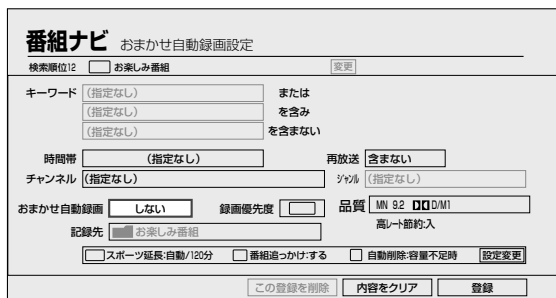 番組ナビ おまかせ自動録画設定
検索順位12 お楽しみ番組 変更
キーワード (指定なし) または
(指定なし) を含み
(指定なし) を含まない
時間帯 (指定なし) 再放送 含まない
チャンネル (指定なし) ジャンル (指定なし)
おまかせ自動録画 しない 録画優先度 品質 MN 9.2 DD D/M1
記録先 お楽しみ番組 高レート節約:入
スポーツ延長:自動/120分 番組追っかけ:する 自動削除:容量不足時 設定変更
この登録を削除 内容をクリア 登録